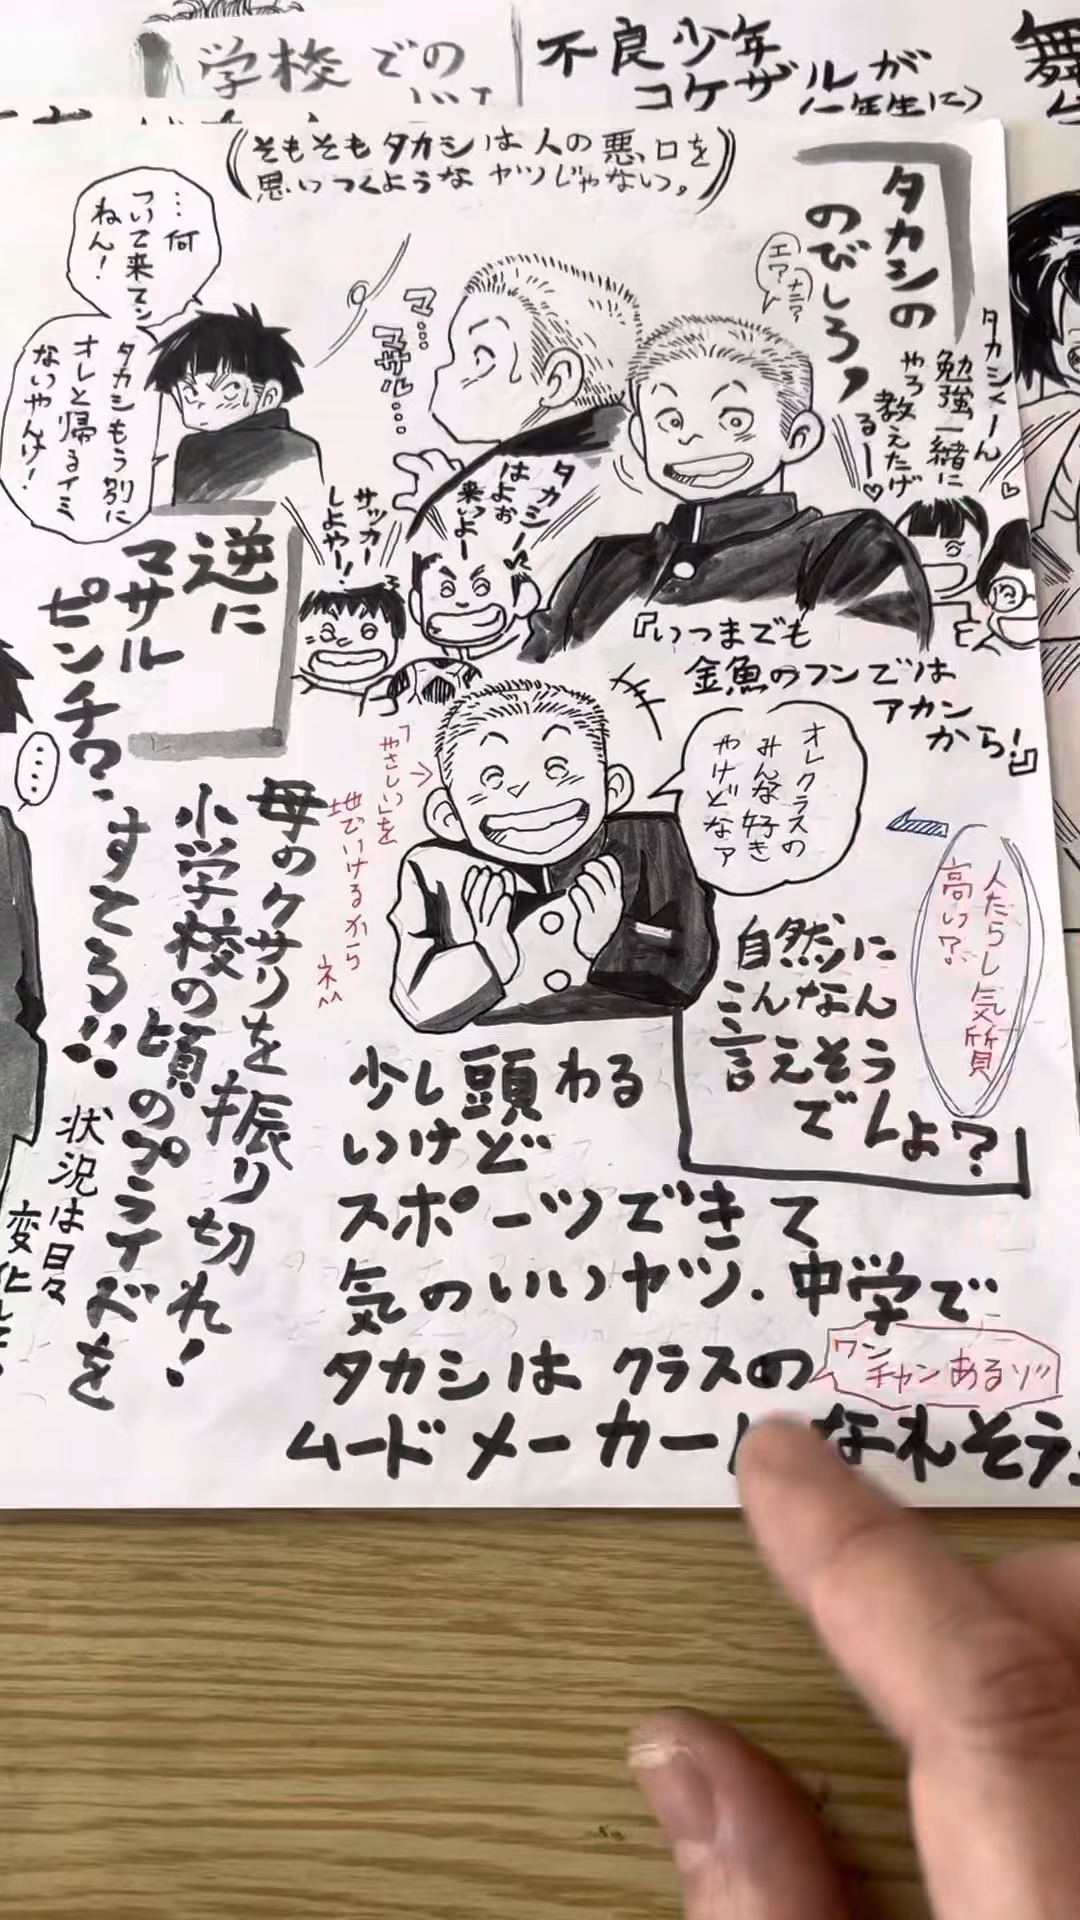 学校での
不良少年
コケザルが
(一年生に)
舞
((そもそもタカシは人の悪口を
思いつくようなヤツじゃない。))
タカシの
のびしろ!
エ?
ナニ?
タカシくーん
勉強一緒に
やろ教えたげ
るー♡
…何
ついて来てン
ねん!
タカシもう別に
オレと帰るイミ
ないやんけ!
マ…
マサル……
タカシー
はよぉ
来いよー
サッカー
しよやー!
『いつまでも
金魚のフンでは
アカン
から!』
逆に
マサル
ピンチ?
オレクラスの
みんな好き
やけどなァ
「やさしい」を→
地でいけるから
ネ^^
人たらし気質
高い?
自然に
こんなん
言えそう
でしょ?
……
母のクサリを振り切れ!
小学校の頃のプライドを
すてろ!!
状況は日々
変化
少し頭わる
いけど
スポーツできて
気のいいヤツ.中学で
タカシはクラスの
ワン
チャンあるゾ!!
ムードメーカー
なれそう